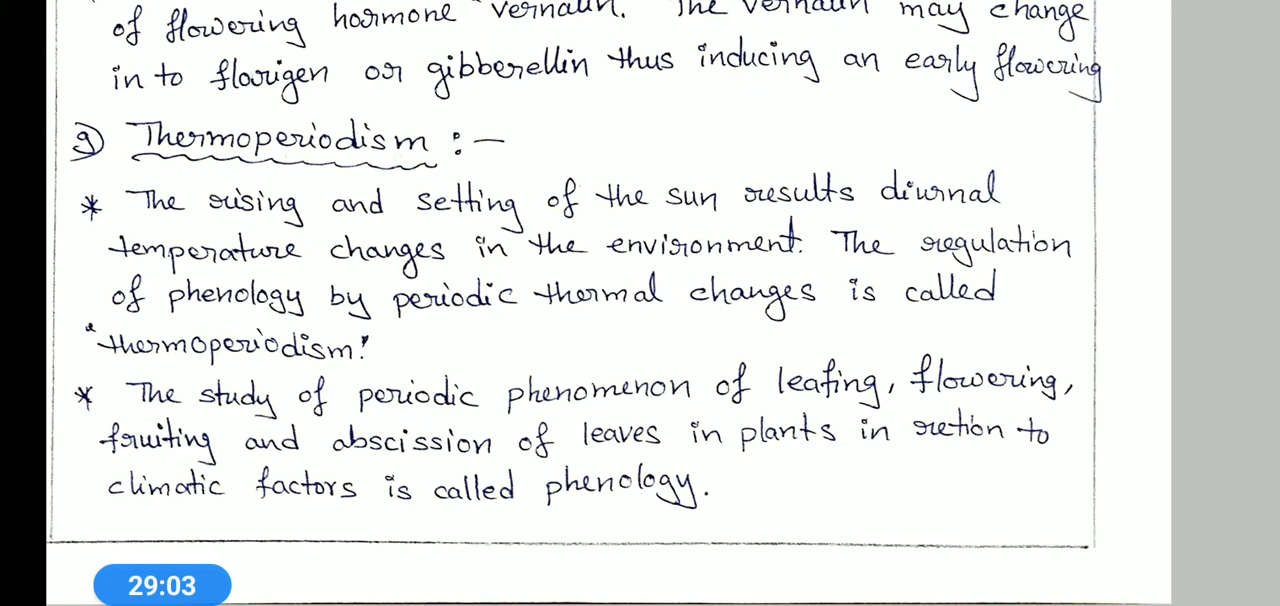 of flowering hormone "vernalin. The vernalin may change
in to florigen or gibberellin thus inducing an early flowering
9) Thermoperiodism :-
* The rising and setting of the sun results diurnal
temperature changes in the environment. The regulation
of phenology by periodic thermal changes is called
"thermoperiodism."
* The study of periodic phenomenon of leafing, flowering,
fruiting and abscission of leaves in plants in rretion to
climatic factors is called phenology.
29:03